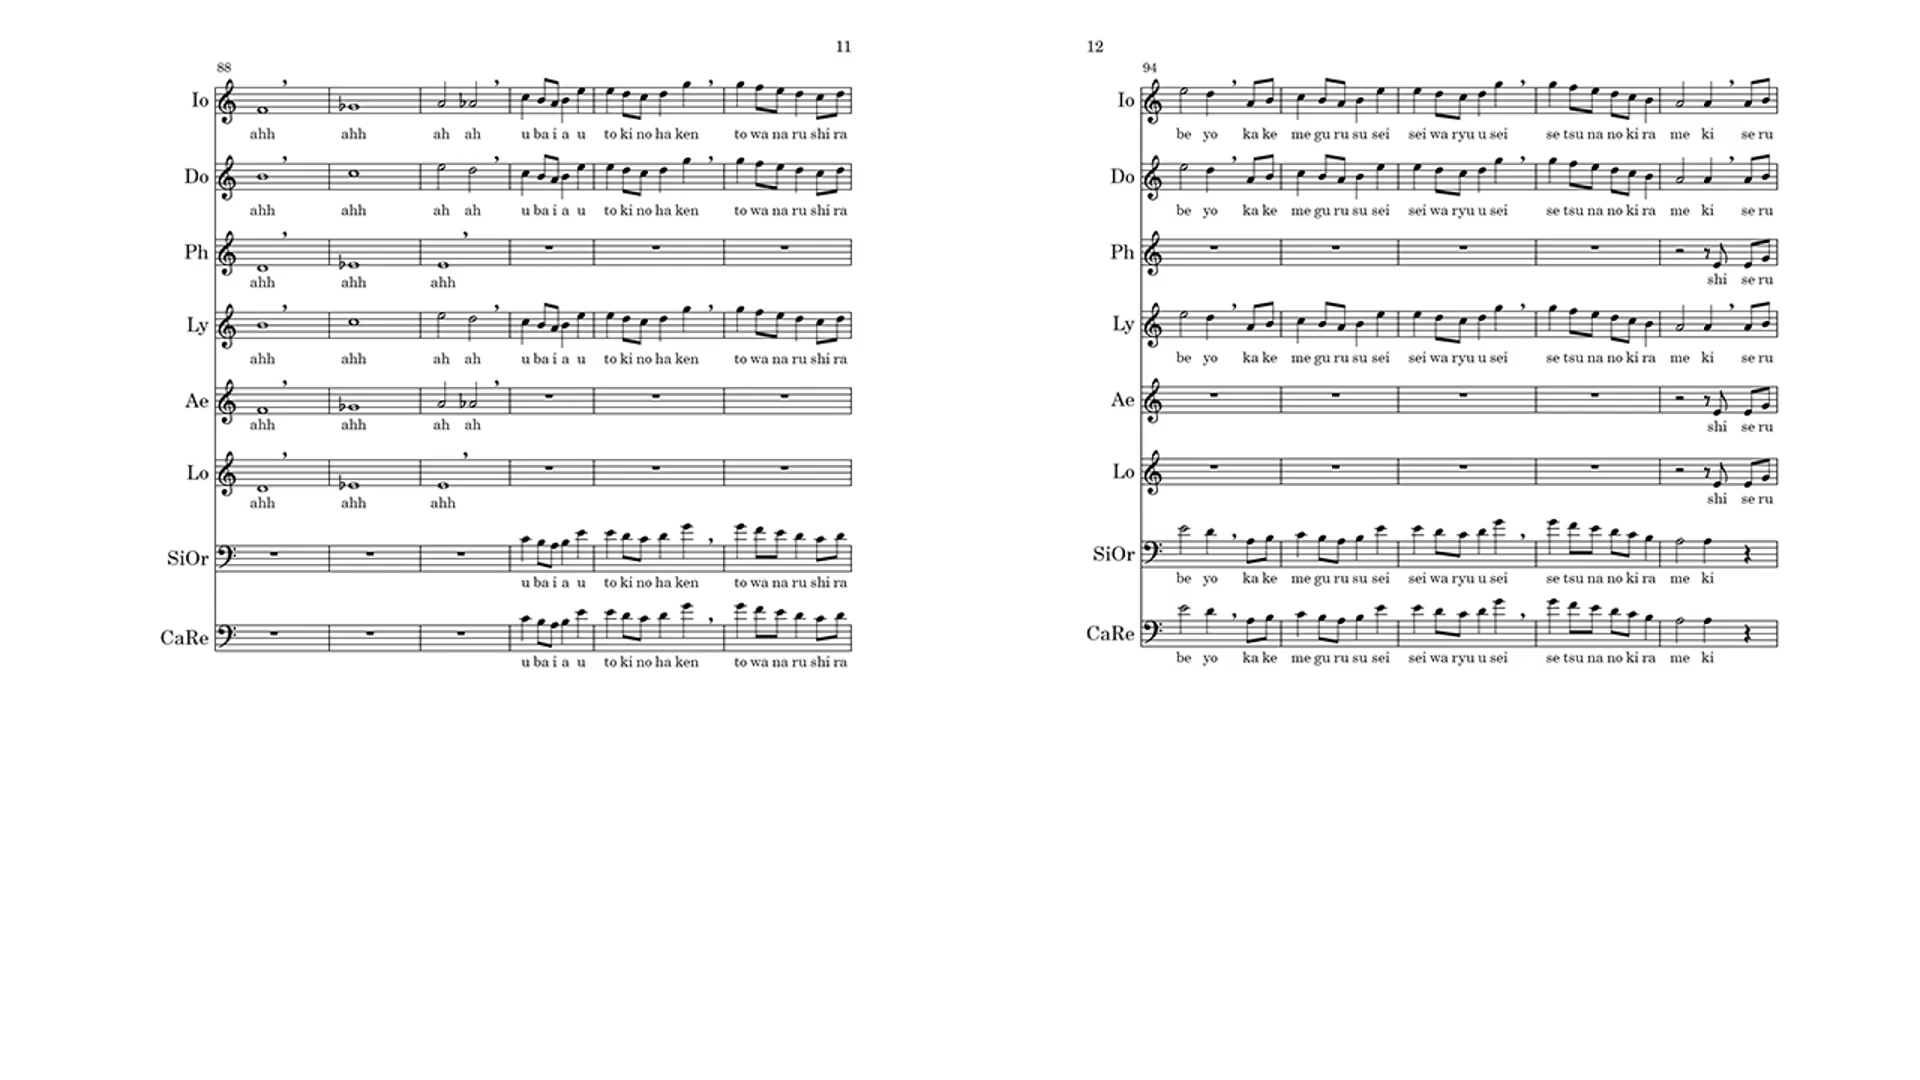 11
88
Io
ahh ahh ah ah u ba i a u to ki no ha ken to wa na ru shi ra
Do
ahh ahh ah ah u ba i a u to ki no ha ken to wa na ru shi ra
Ph
ahh ahh ahh
Ly
ahh ahh ah ah u ba i a u to ki no ha ken to wa na ru shi ra
Ae
ahh ahh ah ah
Lo
ahh ahh ahh
SiOr
u ba i a u to ki no ha ken to wa na ru shi ra
CaRe
u ba i a u to ki no ha ken to wa na ru shi ra
12
94
Io
be yo ka ke me gu ru su sei sei wa ryu u sei se tsu na no ki ra me ki se ru
Do
be yo ka ke me gu ru su sei sei wa ryu u sei se tsu na no ki ra me ki se ru
Ph
shi se ru
Ly
be yo ka ke me gu ru su sei sei wa ryu u sei se tsu na no ki ra me ki se ru
Ae
shi se ru
Lo
shi se ru
SiOr
be yo ka ke me gu ru su sei sei wa ryu u sei se tsu na no ki ra me ki
CaRe
be yo ka ke me gu ru su sei sei wa ryu u sei se tsu na no ki ra me ki